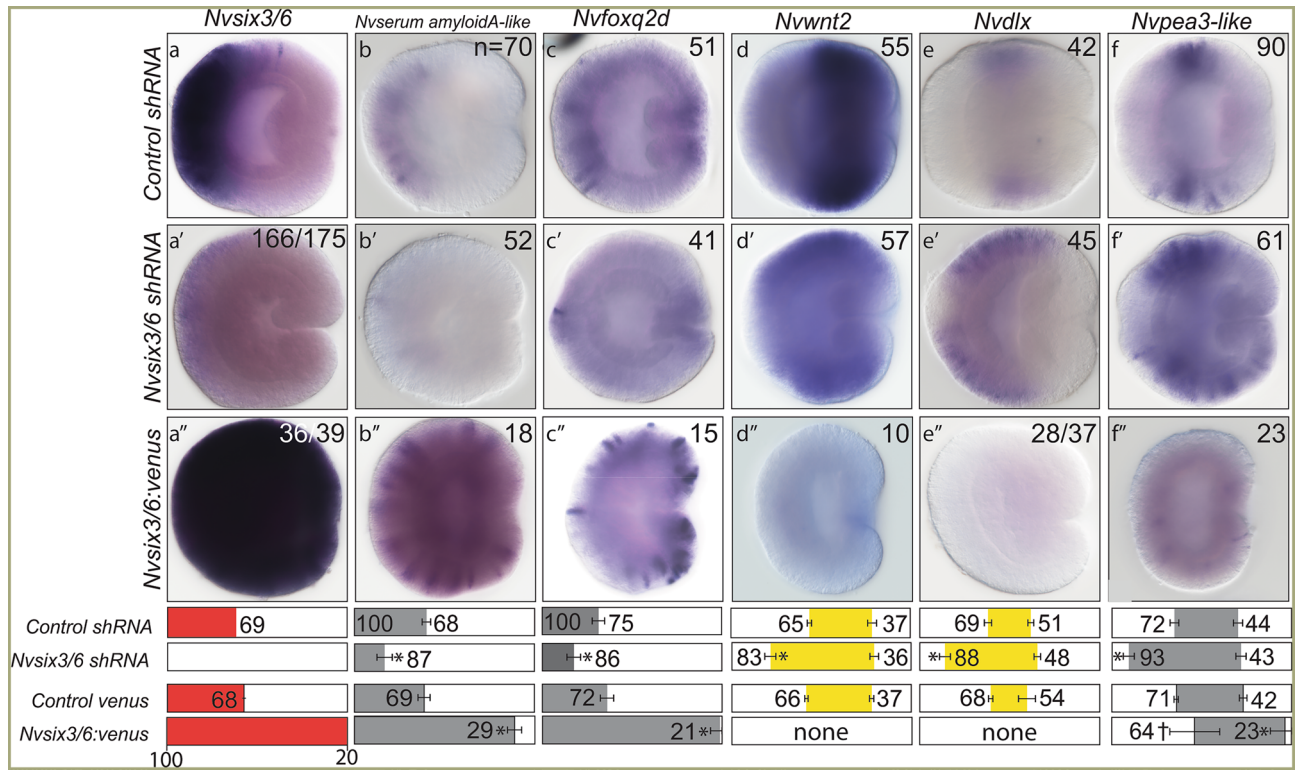 Nvsix3/6 Nvserum amyloidA-like Nvfoxq2d Nvwnt2 Nvdlx Nvpea3-like
Control shRNA
a b n=70 c 51 d 55 e 42 f 90
Nvsix3/6 shRNA
a’ 166/175 b’ 52 c’ 41 d’ 57 e’ 45 f’ 61
Nvsix3/6:venus
a” 36/39 b” 18 c” 15 d” 10 e” 28/37 f” 23
Control shRNA 69 100 68 100 75 65 37 69 51 72 44
Nvsix3/6 shRNA *87 *86 83 * 36 * 88 48 * 93 43
Control venus 68 69 72 66 37 68 54 71 42
Nvsix3/6:venus 29* 21* none none 64† 23*
100 20